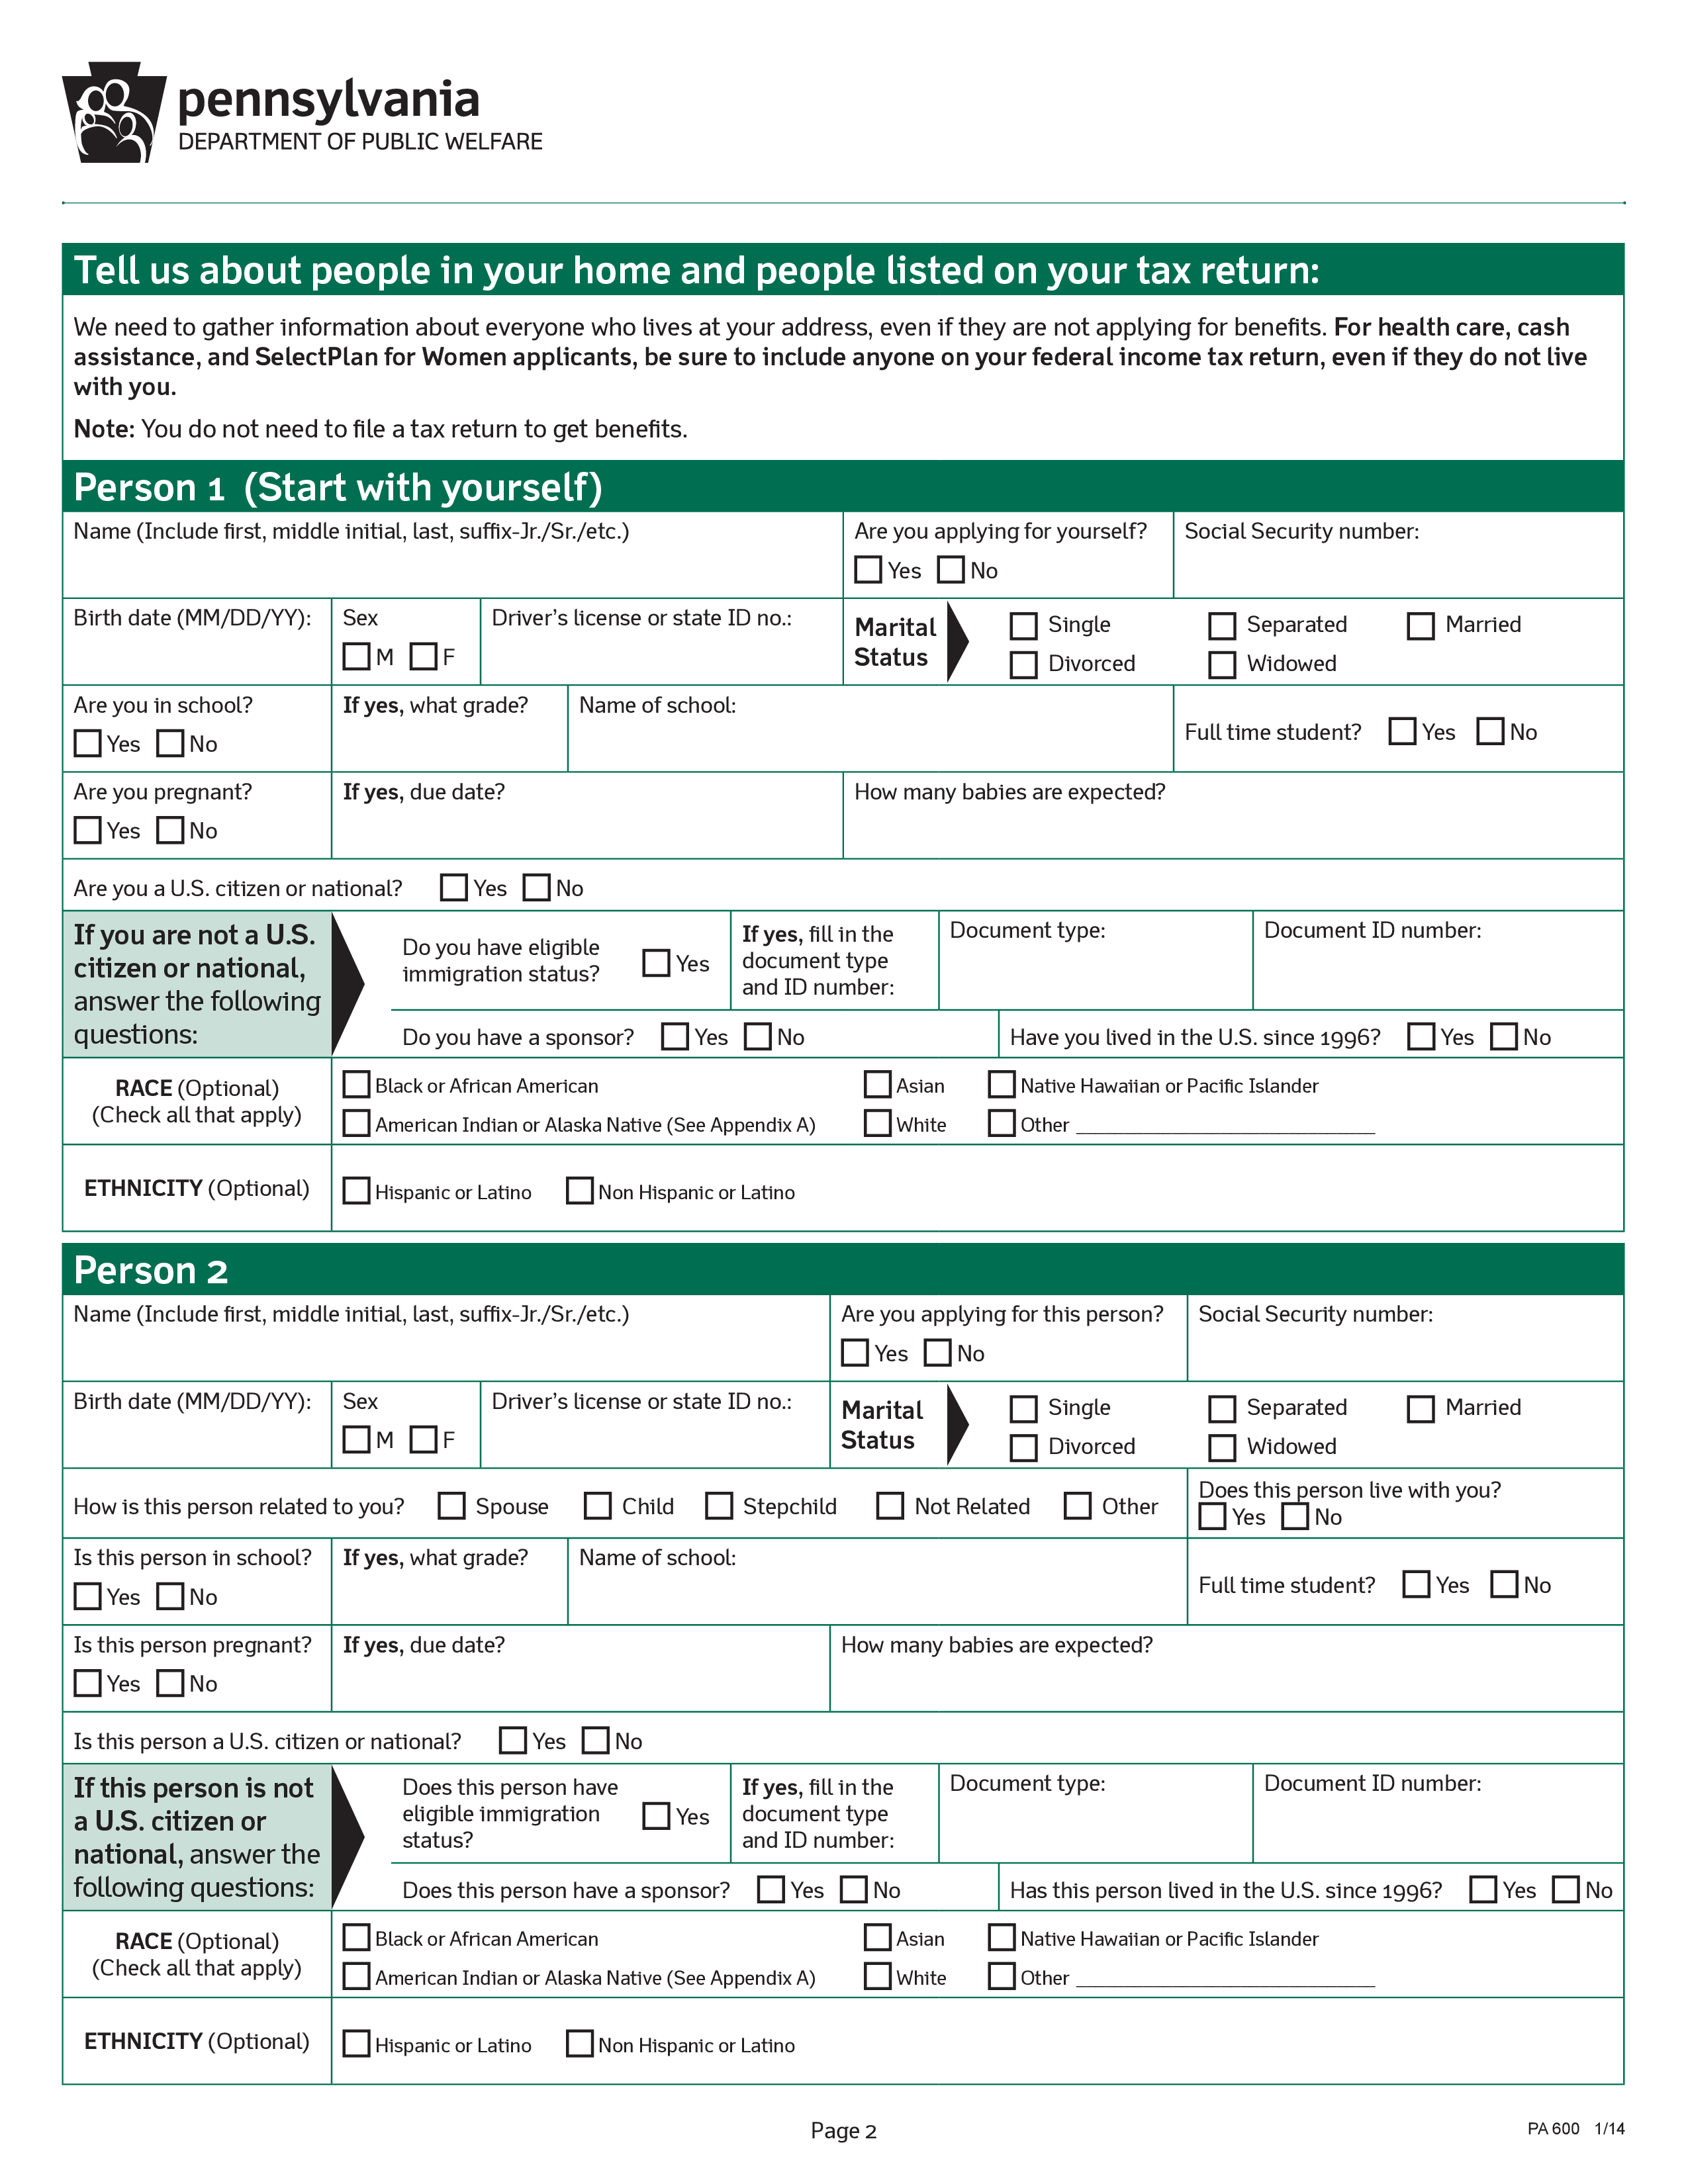 pennsylvania
DEPARTMENT OF PUBLIC WELFARE
Tell us about people in your home and people listed on your tax return:
We need to gather information about everyone who lives at your address, even if they are not applying for benefits. For health care, cash
assistance, and SelectPlan for Women applicants, be sure to include anyone on your federal income tax return, even if they do not live
with you.
Note: You do not need to file a tax return to get benefits.
Person 1 (Start with yourself)
Name (Include first, middle initial, last, suffix-Jr./Sr./etc.)
Are you applying for yourself?
Yes No
Social Security number:
Birth date (MM/DD/YY):
Sex
M F
Driver's license or state ID no.:
Marital
Status
Single Separated Married
Divorced Widowed
Are you in school?
Yes No
If yes, what grade?
Name of school:
Full time student? Yes No
Are you pregnant?
Yes No
If yes, due date?
How many babies are expected?
Are you a U.S. citizen or national? Yes No
If you are not a U.S.
citizen or national,
answer the following
questions:
Do you have eligible
immigration status?
Yes
If yes, fill in the
document type
and ID number:
Document type:
Document ID number:
Do you have a sponsor? Yes No
Have you lived in the U.S. since 1996? Yes No
RACE (Optional)
(Check all that apply)
Black or African American Asian Native Hawaiian or Pacific Islander
American Indian or Alaska Native (See Appendix A) White Other
ETHNICITY (Optional)
Hispanic or Latino Non Hispanic or Latino
Person 2
Name (Include first, middle initial, last, suffix-Jr./Sr./etc.)
Are you applying for this person?
Yes No
Social Security number:
Birth date (MM/DD/YY):
Sex
M F
Driver's license or state ID no.:
Marital
Status
Single Separated Married
Divorced Widowed
How is this person related to you? Spouse Child Stepchild Not Related Other
Does this person live with you?
Yes No
Is this person in school?
Yes No
If yes, what grade?
Name of school:
Full time student? Yes No
Is this person pregnant?
Yes No
If yes, due date?
How many babies are expected?
Is this person a U.S. citizen or national? Yes No
If this person is not
a U.S. citizen or
national, answer the
following questions:
Does this person have
eligible immigration
status?
Yes
If yes, fill in the
document type
and ID number:
Document type:
Document ID number:
Does this person have a sponsor? Yes No
Has this person lived in the U.S. since 1996? Yes No
RACE (Optional)
(Check all that apply)
Black or African American Asian Native Hawaiian or Pacific Islander
American Indian or Alaska Native (See Appendix A) White Other
ETHNICITY (Optional)
Hispanic or Latino Non Hispanic or Latino
Page 2
PA 600 1/14